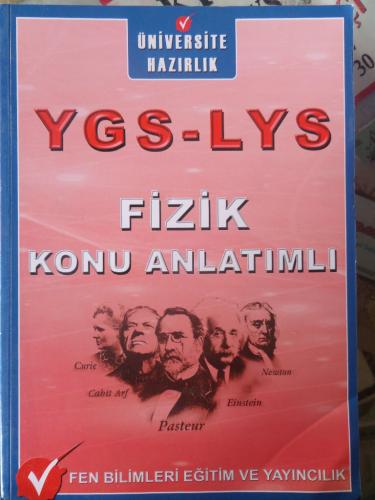 ÜNİVERSİTE
HAZIRLIK
YGS-LYS
FİZİK
KONU ANLATIMLI
Curie
Cahit Arf
Pasteur
Einstein
Newton
FEN BİLİMLERİ EĞİTİM VE YAYINCILIK
30